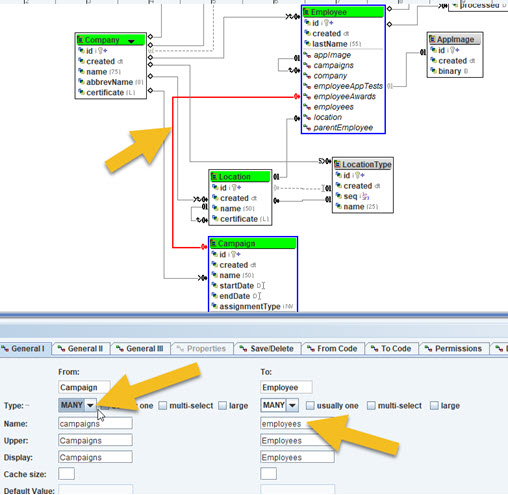 processed D
Employee
id
created dt
lastName (55)
appImage
campaigns
company
employeeAppTests
employeeAwards
employees
location
parentEmployee
Company
id
created dt
name (75)
abbrevName (8)
certificate (L)
AppImage
id
created dt
binary B
Location
id
created dt
name (50)
certificate (L)
LocationType
id
created dt
seq
name (25)
Campaign
id
created dt
name (50)
startDate D
endDate D
assignmentType
General I General II General III Properties Save/Delete From Code To Code Permissions
From: To:
Campaign Employee
Type: MANY one multi-select large MANY usually one multi-select large
Name: campaigns employees
Upper: Campaigns Employees
Display: Campaigns Employees
Cache size:
Default Value: